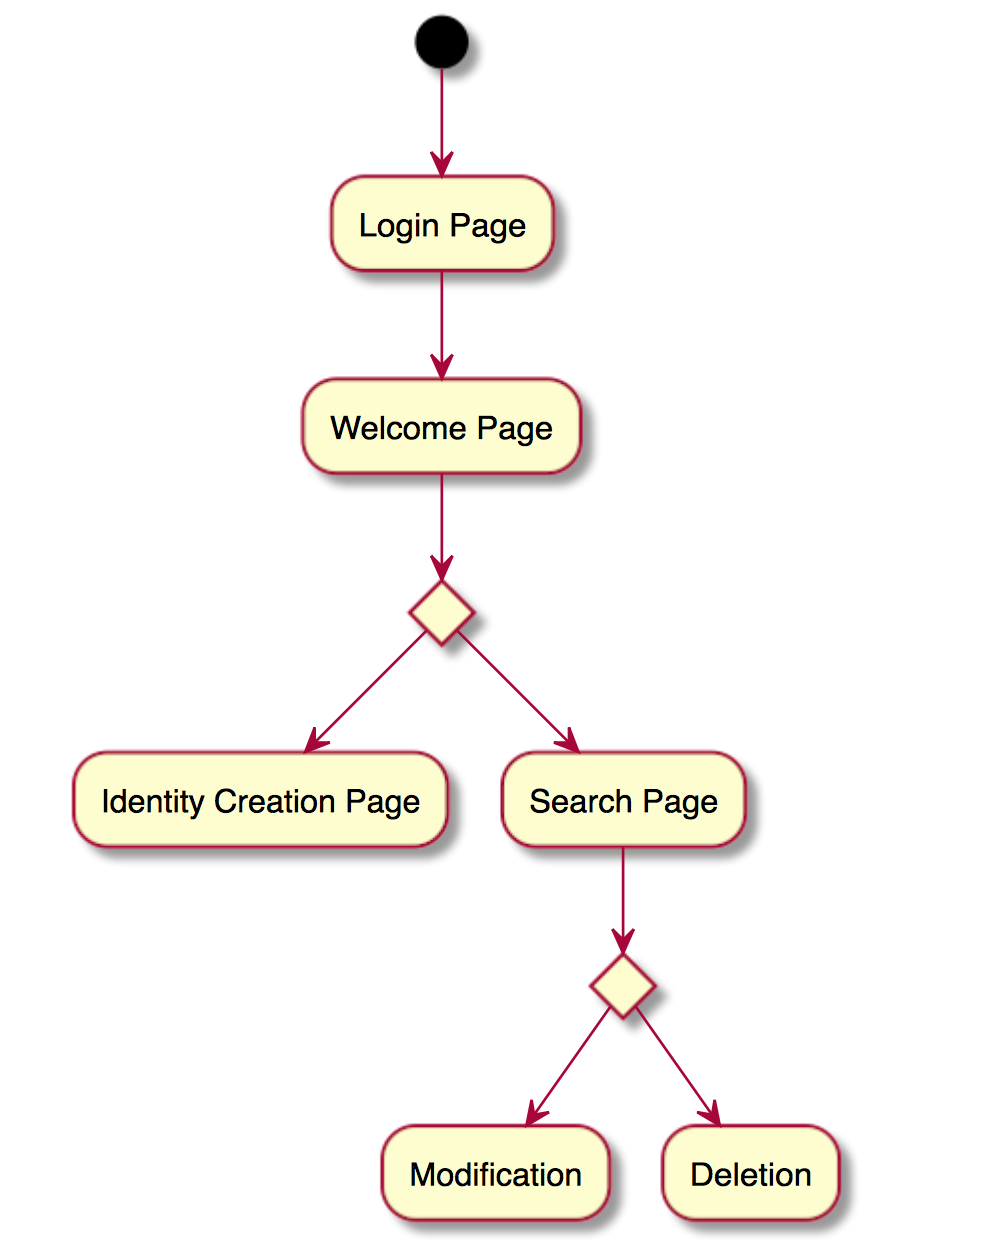 Login Page
Welcome Page
Identity Creation Page
Search Page
Modification
Deletion